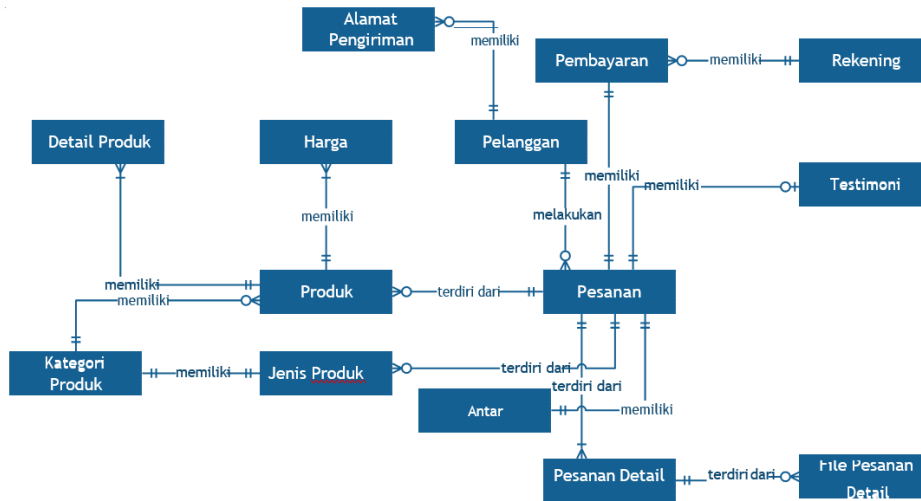 Alamat
Pengiriman
memiliki
Pembayaran
memiliki
Rekening
Detail Produk
Harga
Pelanggan
memiliki
memiliki
Testimoni
memiliki
melakukan
memiliki
memiliki
Produk
terdiri dari
Pesanan
Kategori
Produk
memiliki
Jenis Produk
terdiri dari
terdiri dari
Antar
memiliki
Pesanan Detail
terdiri dari
File Pesanan
Detail